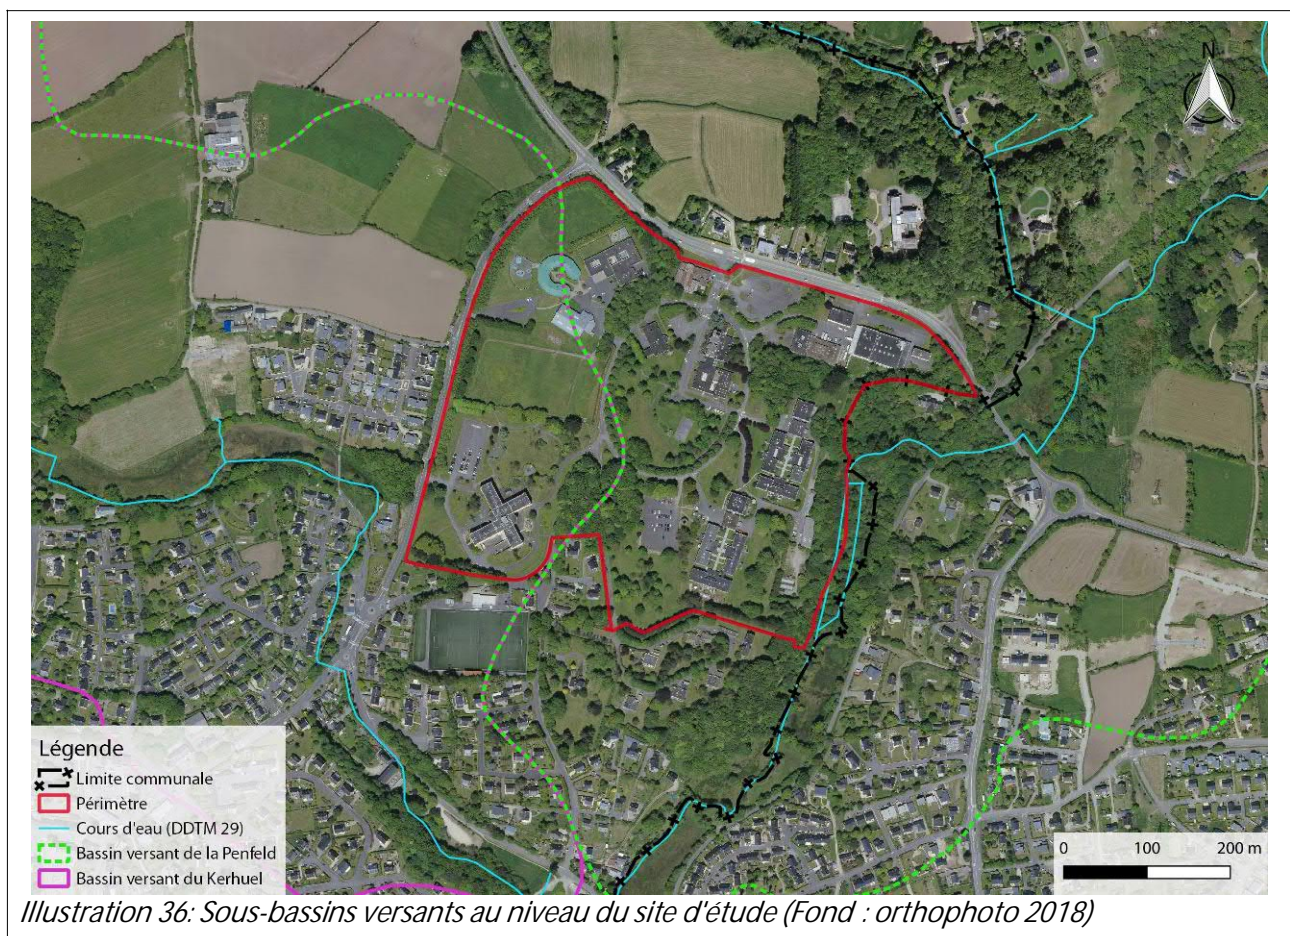 N
Légende
Limite communale
Périmètre
Cours d'eau (DDTM 29)
Bassin versant de la Penfeld
Bassin versant du Kerhuel
0 100 200 m
Illustration 36: Sous-bassins versants au niveau du site d'étude (Fond : orthophoto 2018)